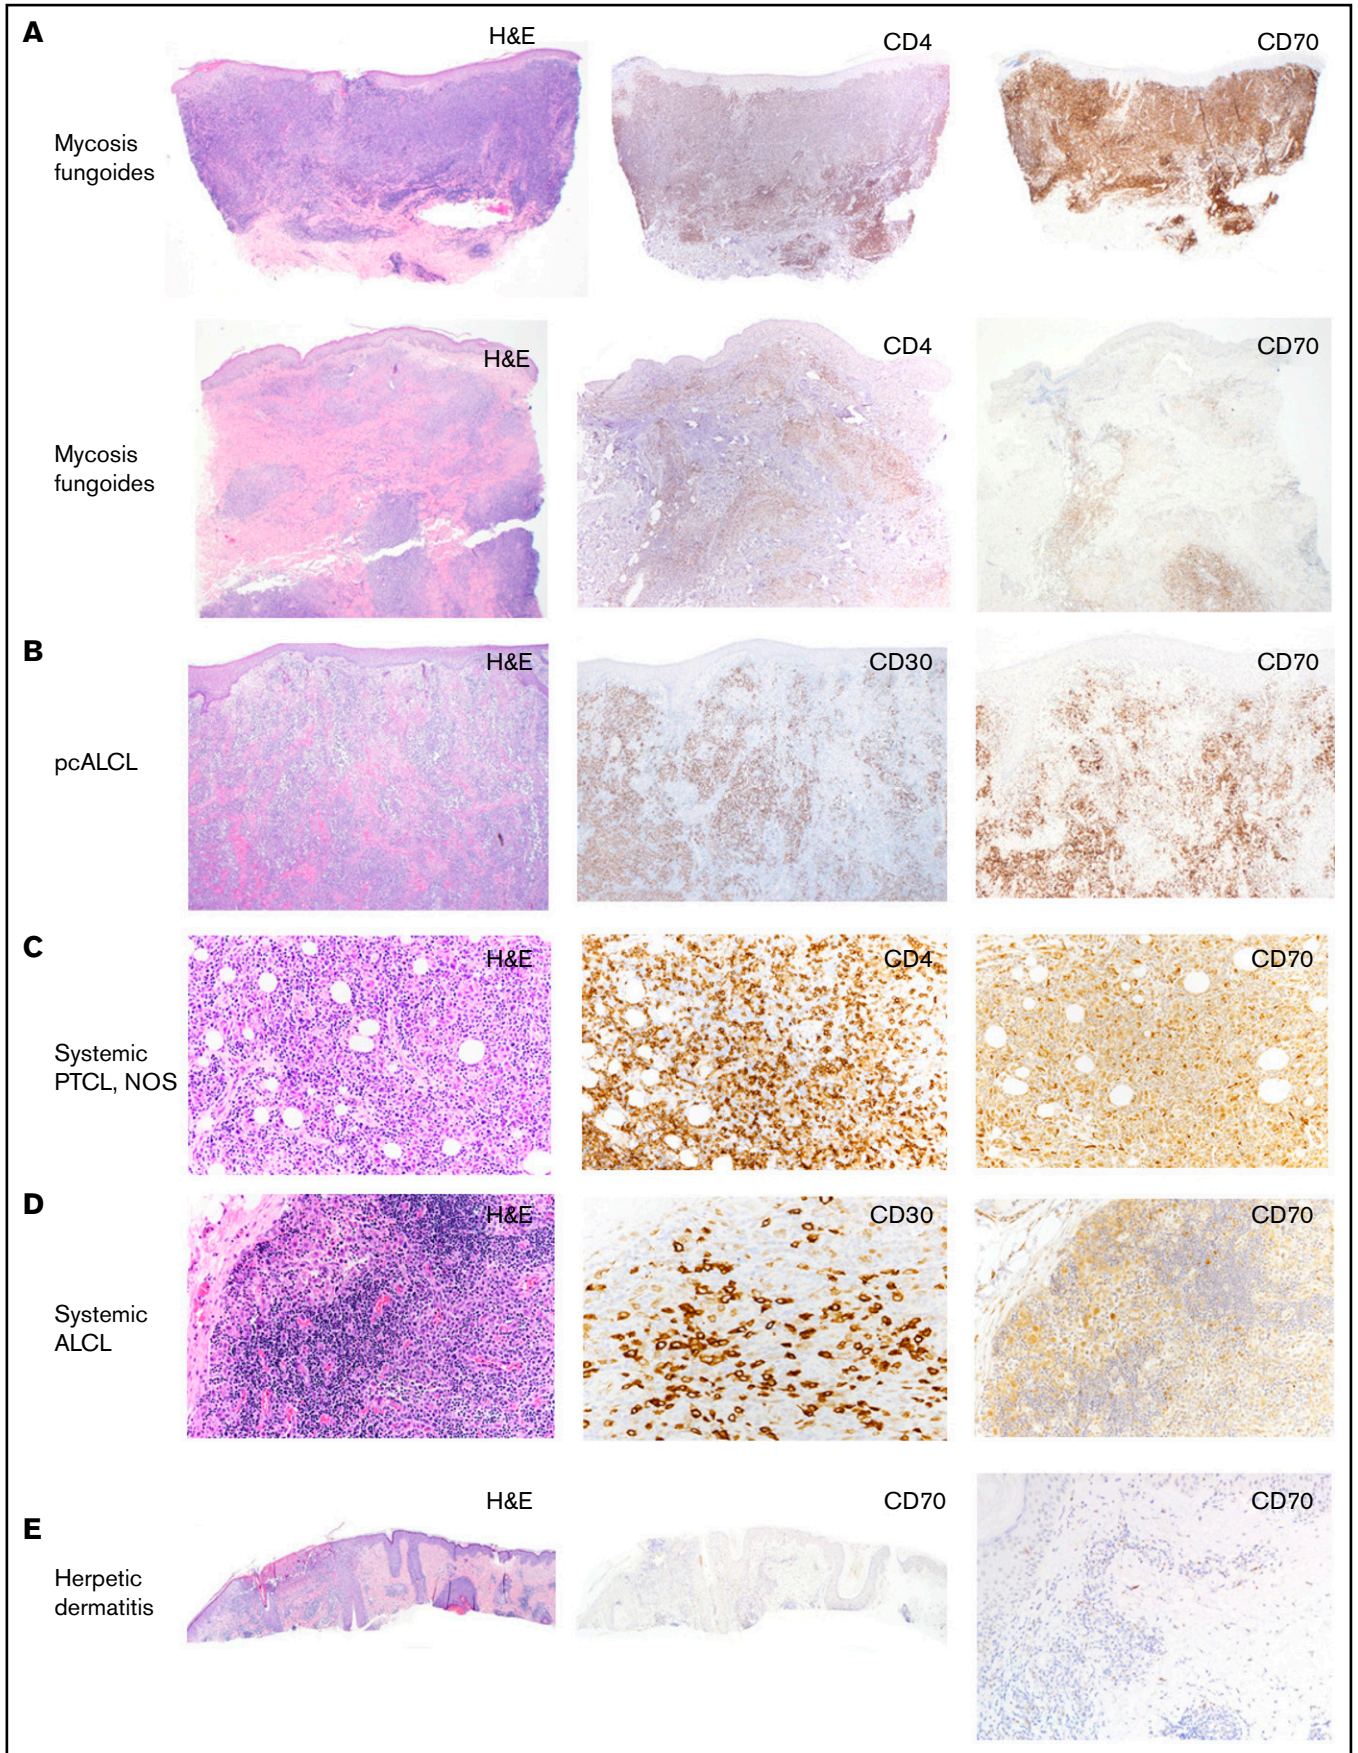 A
H&E
CD4
CD70
Mycosis
fungoides
H&E
CD4
CD70
Mycosis
fungoides
B
H&E
CD30
CD70
pcALCL
C
H&E
CD4
CD70
Systemic
PTCL, NOS
D
H&E
CD30
CD70
Systemic
ALCL
E
H&E
CD70
CD70
Herpetic
dermatitis